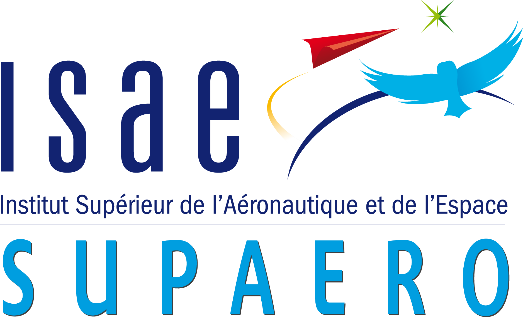 isae
Institut Supérieur de l'Aéronautique et de l'Espace
SUPAERO